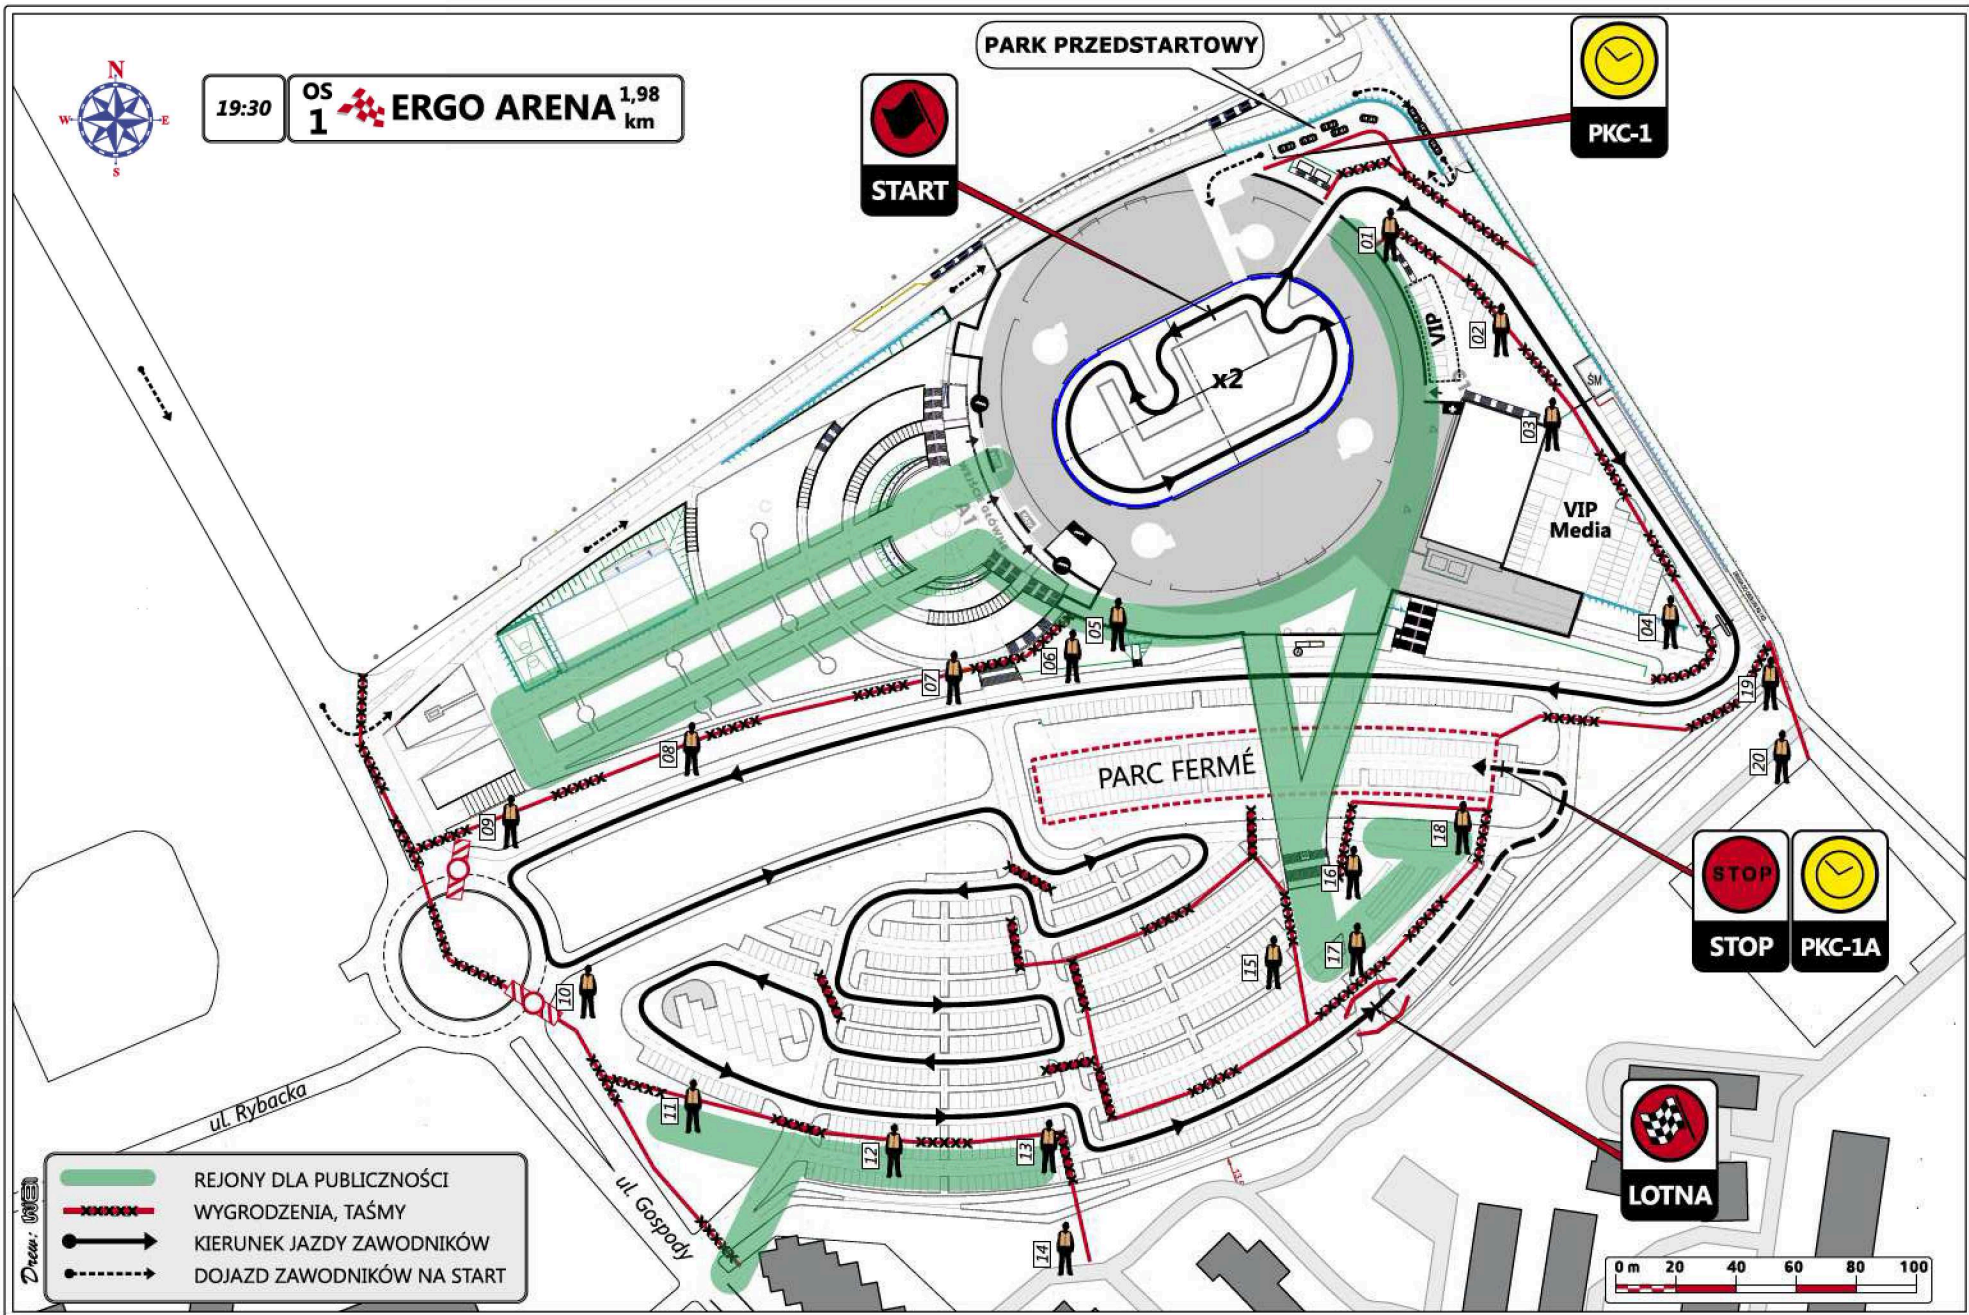 PARK PRZEDSTARTOWY
N
W
E
S
19:30
OS
1
ERGO ARENA
1,98
km
START
PKC-1
01
VIP
02
x2
ŚM
03
VIP
Media
A1
04
05
06
07
19
08
20
PARC FERMÉ
09
18
16
STOP
STOP
PKC-1A
17
15
10
ul. Rybacka
11
12
13
LOTNA
14
ul. Gospody
REJONY DLA PUBLICZNOŚCI
WYGRODZENIA, TAŚMY
KIERUNEK JAZDY ZAWODNIKÓW
DOJAZD ZAWODNIKÓW NA START
0 m 20 40 60 80 100